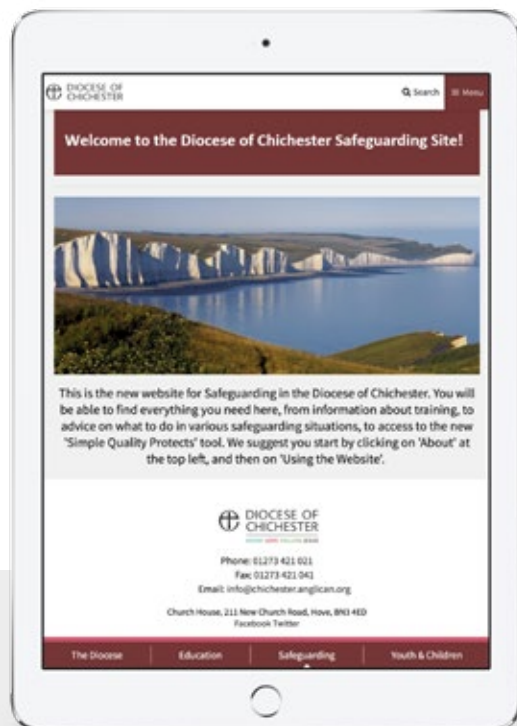 DIOCESE OF
CHICHESTER
Search
Menu
Welcome to the Diocese of Chichester Safeguarding Site!
This is the new website for Safeguarding in the Diocese of Chichester. You will
be able to find everything you need here, from information about training, to
advice on what to do in various safeguarding situations, to access to the new
'Simple Quality Protects' tool. We suggest you start by clicking on 'About' at
the top left, and then on 'Using the Website'.
DIOCESE OF
CHICHESTER
Phone: 01273 421 021
Fax: 01273 421 041
Email: info@chichester.anglican.org
Church House, 211 New Church Road, Hove, BN3 4ED
Facebook Twitter
The Diocese
Education
Safeguarding
Youth & Children